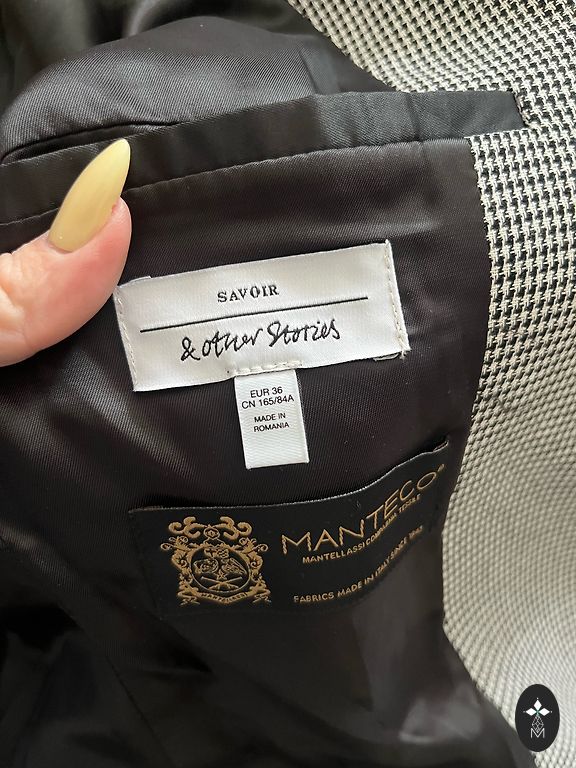 SAVOIR
& other Stories
EUR 36
CN 165/84A
MADE IN
ROMANIA
MANTECO®
MANTELLASSI COMPAGNIA TESSILE
FABRICS MADE IN ITALY SINCE 1943
M